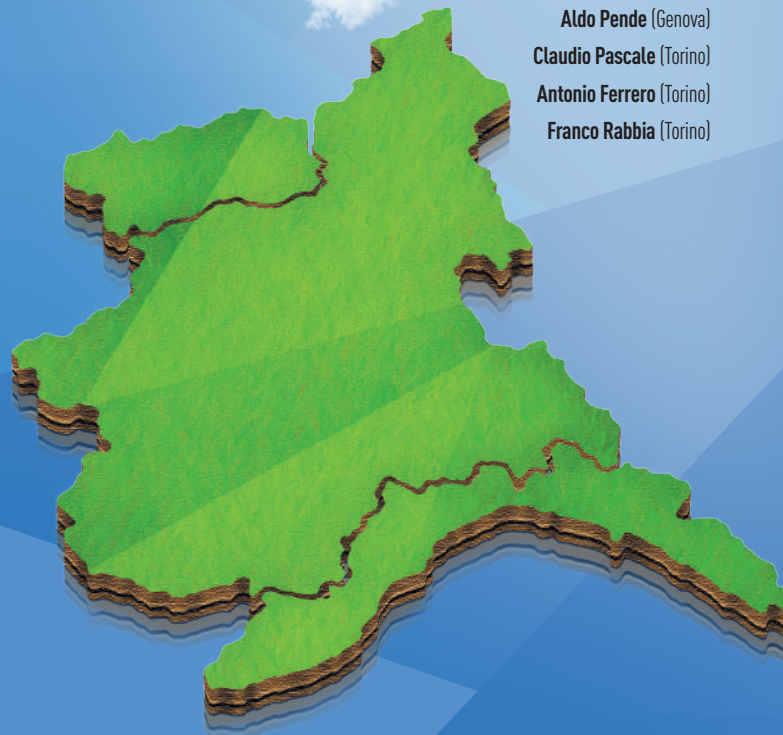 Aldo Pende (Genova)
Claudio Pascale (Torino)
Antonio Ferrero (Torino)
Franco Rabbia (Torino)